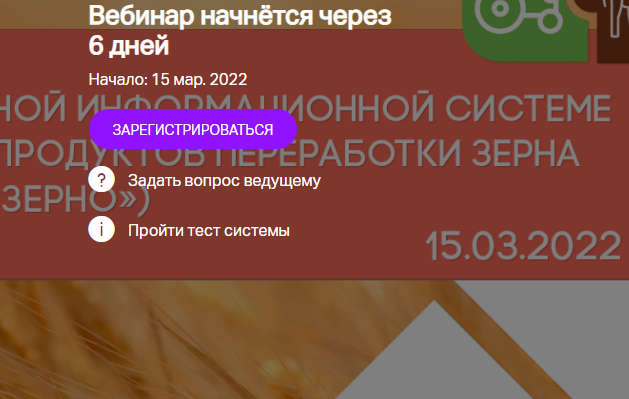 Вебинар начнётся через
6 дней
Начало: 15 мар. 2022
НОЙ ИНФОРМАЦИОННОЙ СИСТЕМЕ
ЗАРЕГИСТРИРОВАТЬСЯ
ПРОДУКТОВ ПЕРЕРАБОТКИ ЗЕРНА
? Задать вопрос ведущему
ЗЕРНО»)
i Пройти тест системы
15.03.2022